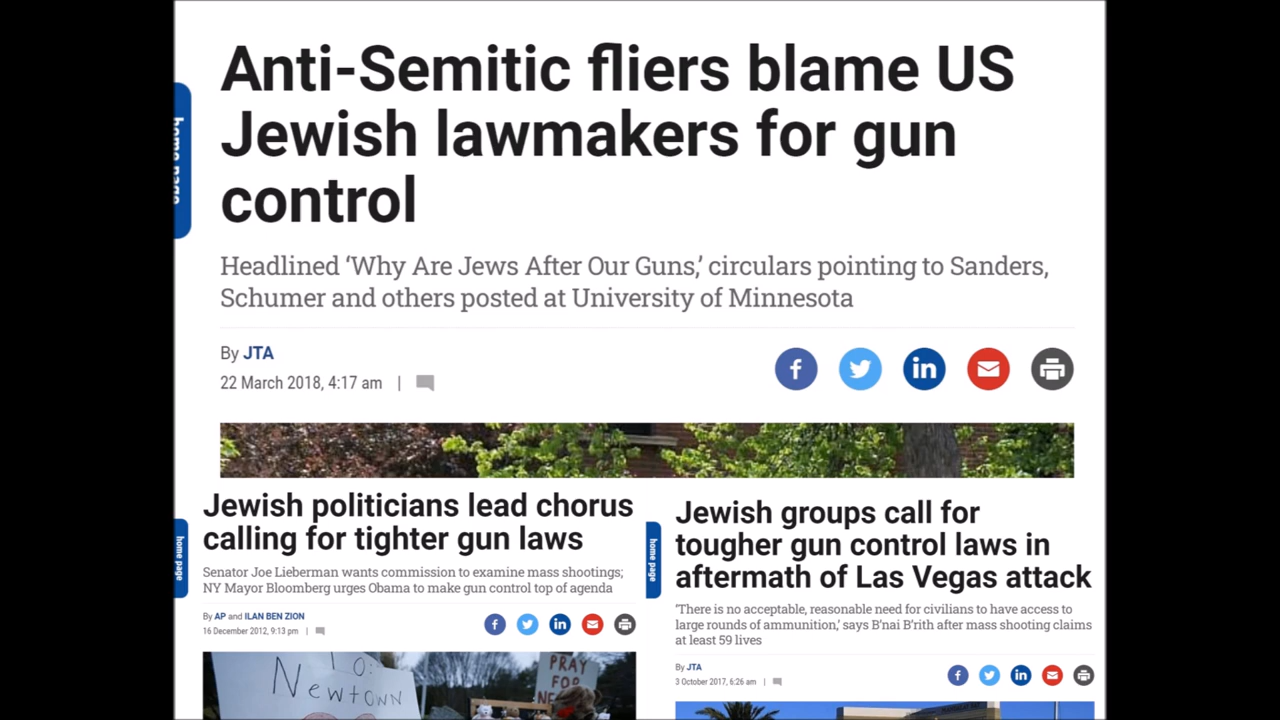 Anti-Semitic fliers blame US
Jewish lawmakers for gun
control
home page
Headlined ‘Why Are Jews After Our Guns,’ circulars pointing to Sanders,
Schumer and others posted at University of Minnesota
By JTA
22 March 2018, 4:17 am |
Jewish politicians lead chorus
calling for tighter gun laws
home page
Senator Joe Lieberman wants commission to examine mass shootings;
NY Mayor Bloomberg urges Obama to make gun control top of agenda
By AP and ILAN BEN ZION
16 December 2012, 9:13 pm |
To:
Newtown
PRAY
FOR
Jewish groups call for
tougher gun control laws in
aftermath of Las Vegas attack
home page
‘There is no acceptable, reasonable need for civilians to have access to
large rounds of ammunition,’ says B’nai B’rith after mass shooting claims
at least 59 lives
By JTA
3 October 2017, 6:26 am |